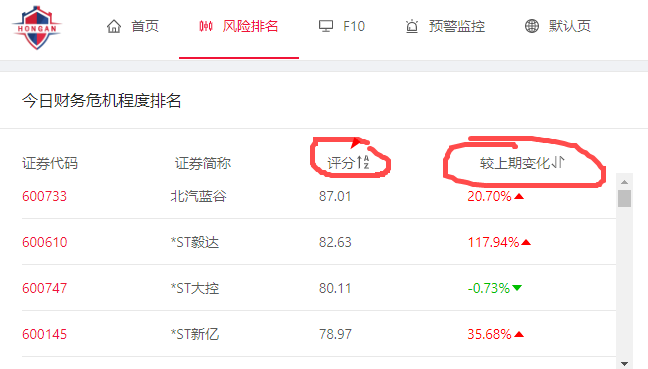 HONGAN
首页 风险排名 F10 预警监控 默认页
今日财务危机程度排名
证券代码 证券简称 评分 较上期变化
600733 北汽蓝谷 87.01 20.70%
600610 *ST毅达 82.63 117.94%
600747 *ST大控 80.11 -0.73%
600145 *ST新亿 78.97 35.68%